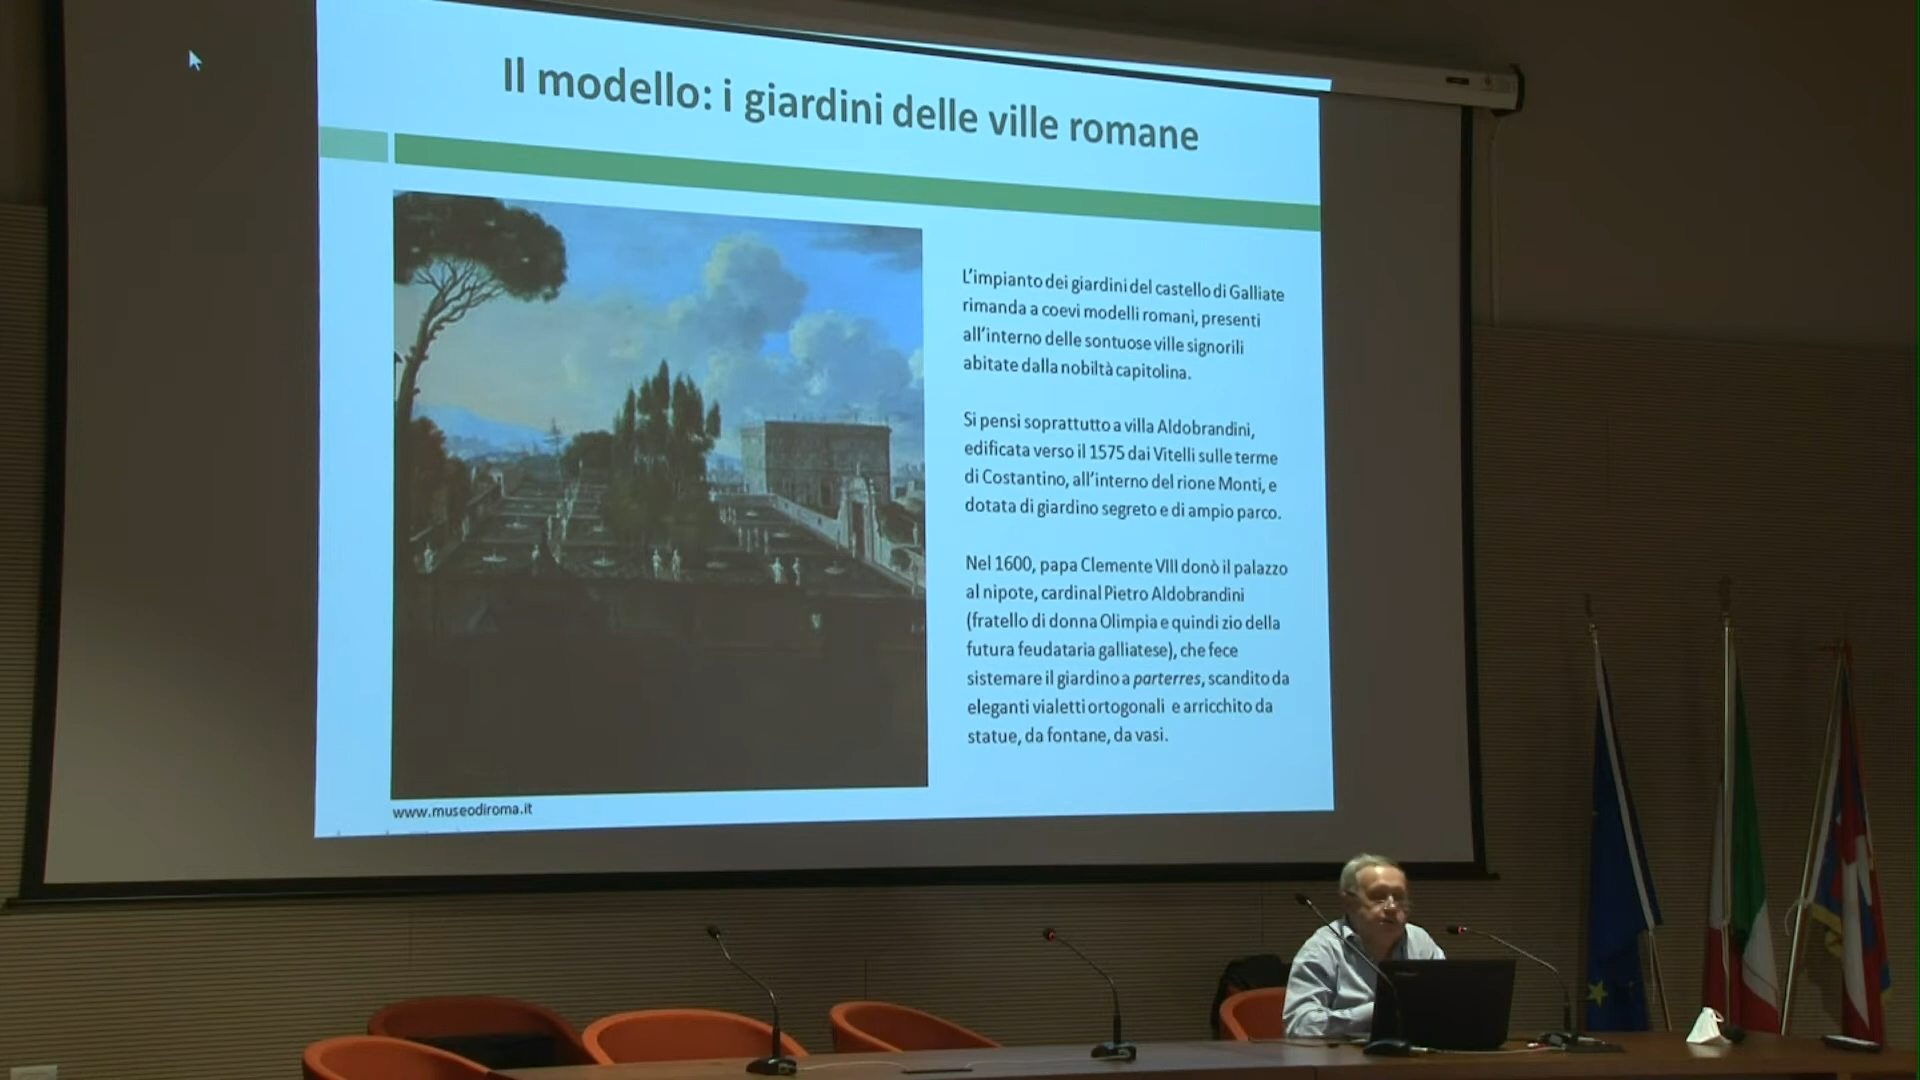 Il modello: i giardini delle ville romane
L'impianto dei giardini del castello di Galliate
rimanda a coevi modelli romani, presenti
all'interno delle sontuose ville signorili
abitate dalla nobiltà capitolina.
Si pensi soprattutto a villa Aldobrandini,
edificata verso il 1575 dai Vitelli sulle terme
di Costantino, all'interno del rione Monti, e
dotata di giardino segreto e di ampio parco.
Nel 1600, papa Clemente VIII donò il palazzo
al nipote, cardinal Pietro Aldobrandini
(fratello di donna Olimpia e quindi zio della
futura feudataria galliatese), che fece
sistemare il giardino a parterres, scandito da
eleganti vialetti ortogonali e arricchito da
statue, da fontane, da vasi.
www.museodiroma.it